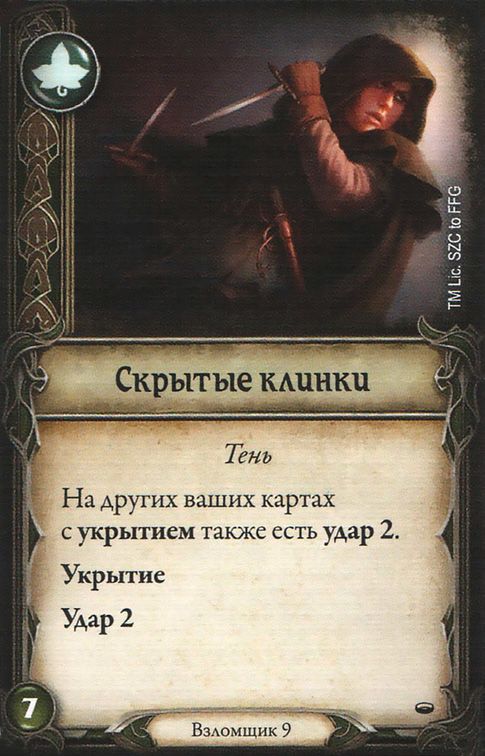 TM Lic. SZC to FFG
Скрытые клинки
Тень
На других ваших картах
с укрытием также есть удар 2.
Укрытие
Удар 2
7
Взломщик 9